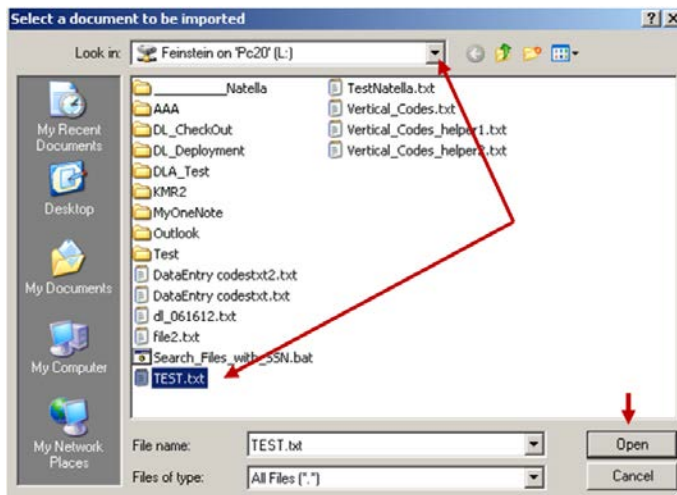 Select a document to be imported
Look in:
Feinstein on 'Pc20' (L:)
My Recent
Documents
Desktop
My Documents
My Computer
My Network
Places
_________Natella
AAA
DL_CheckOut
DL_Deployment
DLA_Test
KMR2
MyOneNote
Outlook
Test
DataEntry codestxt2.txt
DataEntry codestxt.txt
dl_061612.txt
file2.txt
Search_Files_with_SSN.bat
TEST.txt
TestNatella.txt
Vertical_Codes.txt
Vertical_Codes_helper1.txt
Vertical_Codes_helper2.txt
File name:
TEST.txt
Open
Files of type:
All Files (*.*)
Cancel